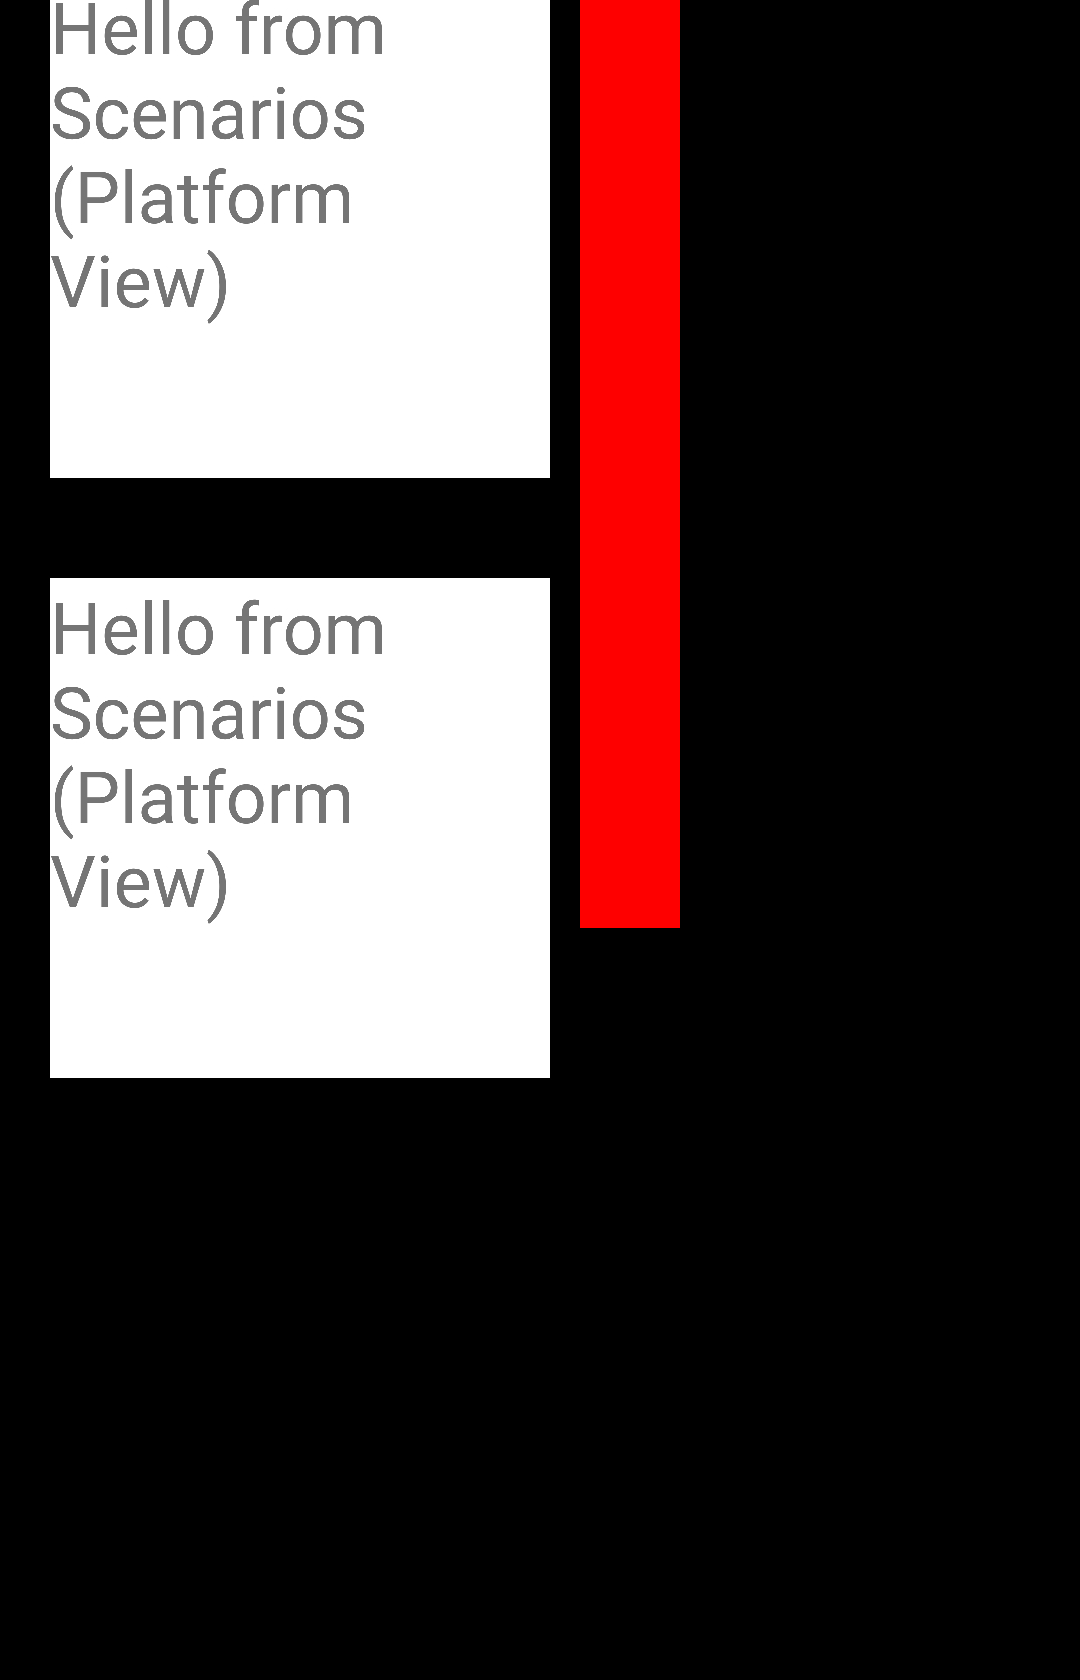 Hello from
Scenarios
(Platform
View)
Hello from
Scenarios
(Platform
View)